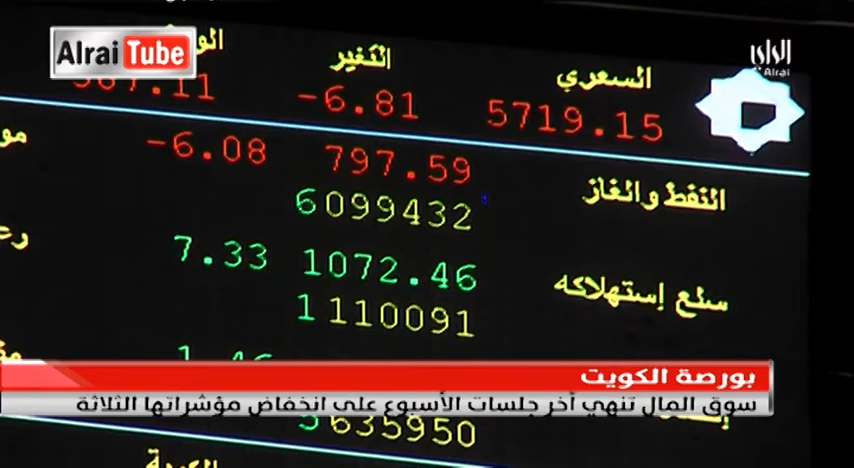 Alrai Tube
الراي
Alrai
السعري
التغير
5719.15
-6.81
النفط والغاز
797.59
-6.08
6099432
سلع إستهلاكه
1072.46
7.33
1110091
بورصة الكويت
سوق المال تنهي آخر جلسات الأسبوع على انخفاض مؤشراتها الثلاثة
5635950